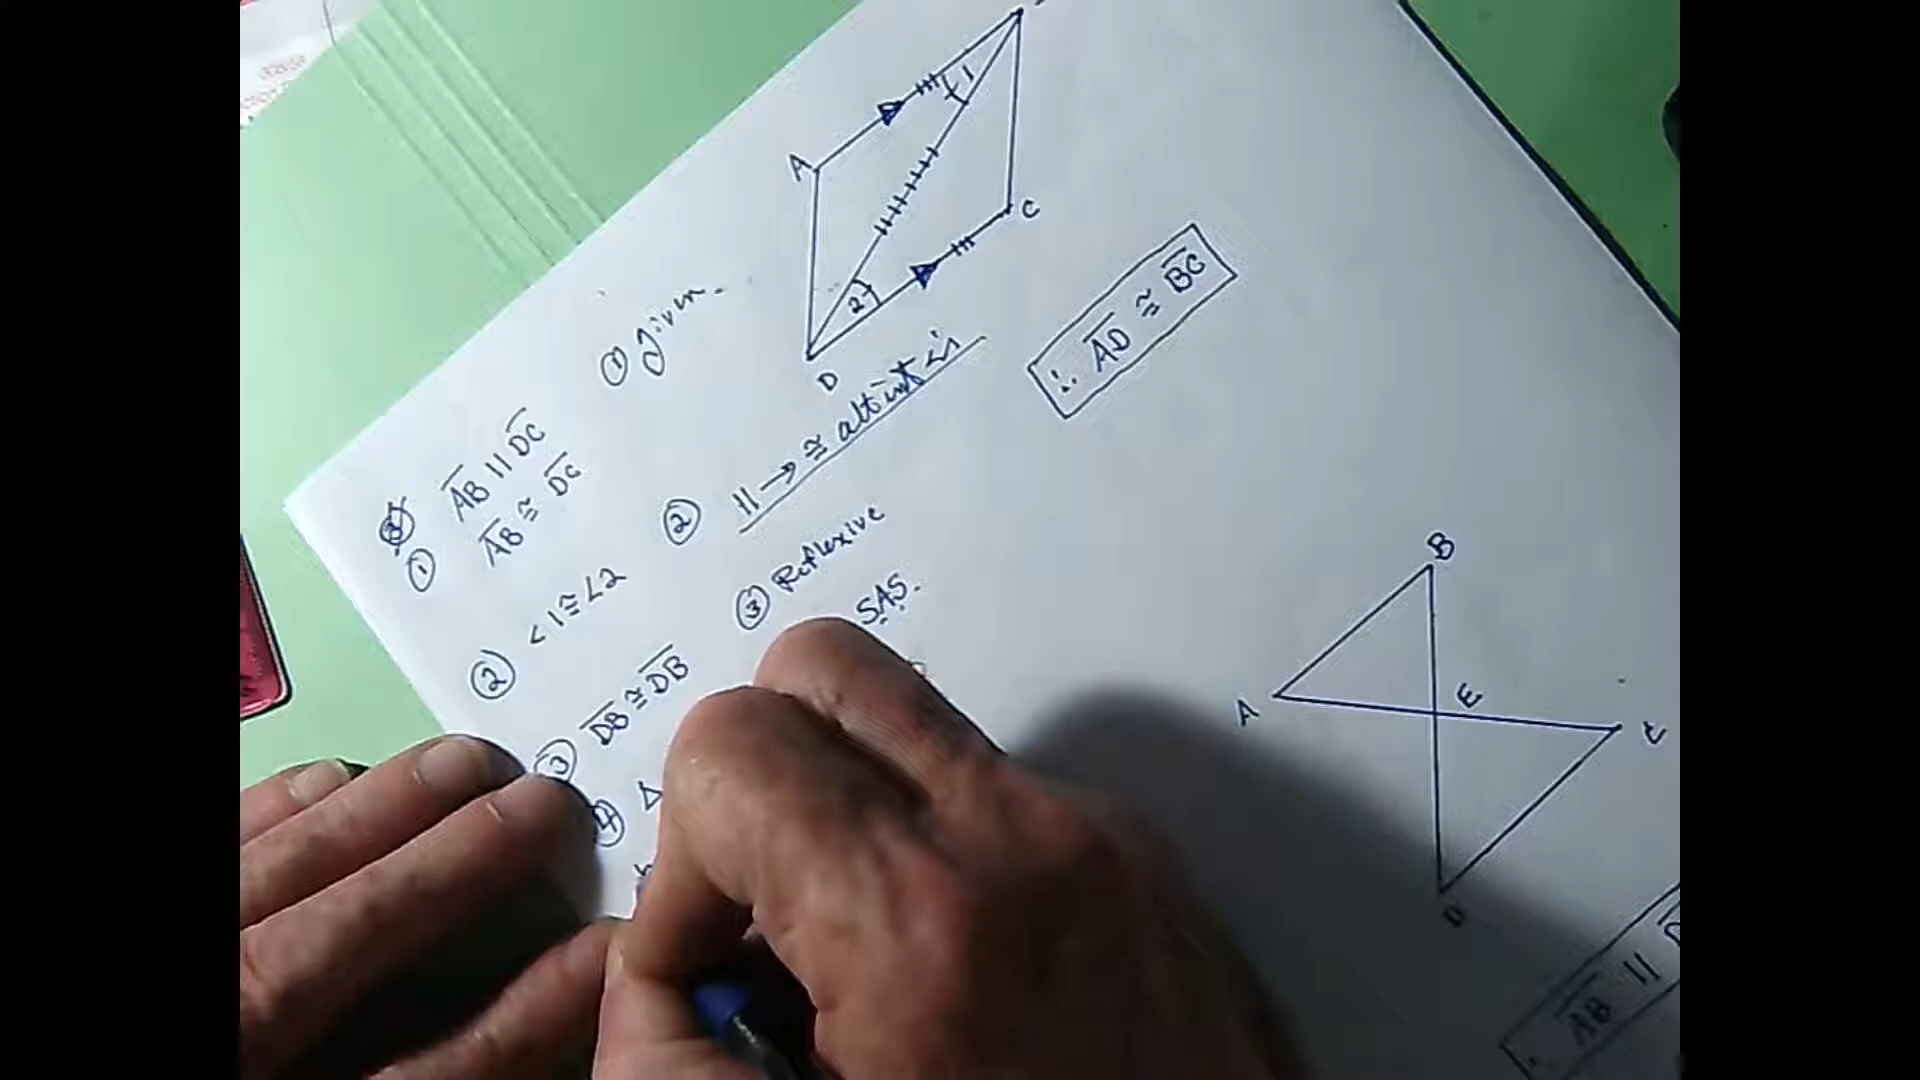 1
A
C
2
D
∴ AD ≅ BC
① given.
① AB || DC
AB ≅ DC
② || → ≅ alt int ∠'s
② < 1 ≅ ∠2
③ Reflexive
③ DB ≅ DB
SAS.
④ Δ
B
A
E
C
D
∴ AB || D